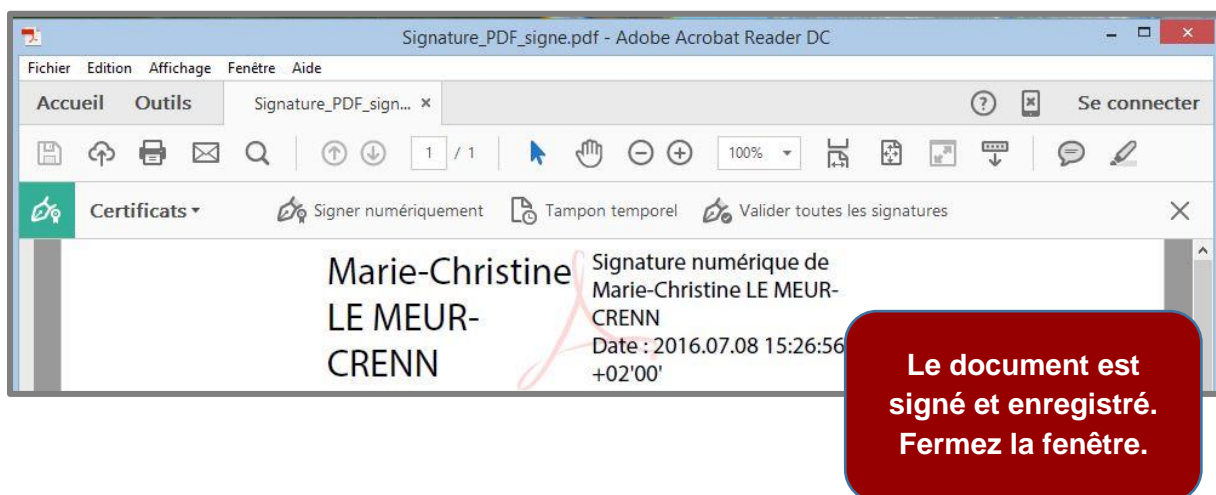 Signature_PDF_signe.pdf - Adobe Acrobat Reader DC
Fichier Edition Affichage Fenêtre Aide
Accueil Outils Signature_PDF_sign... × ? Se connecter
1 / 1 100%
Certificats Signer numériquement Tampon temporel Valider toutes les signatures
Marie-Christine
LE MEUR-
CRENN
Signature numérique de
Marie-Christine LE MEUR-
CRENN
Date : 2016.07.08 15:26:56
+02'00'
Le document est
signé et enregistré.
Fermez la fenêtre.